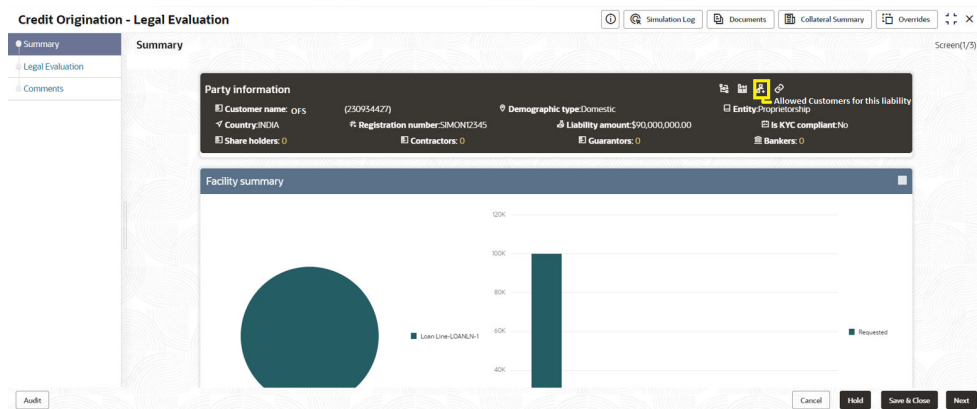 Credit Origination - Legal Evaluation
Simulation Log
Documents
Collateral Summary
Overrides
Summary
Legal Evaluation
Comments
Summary
Screen(1/3)
Party information
Allowed Customers for this liability
Customer name: OFS (230934427)
Demographic type:Domestic
Entity:Proprietorship
Country:INDIA
Registration number:SIMON12345
Liability amount:$90,000,000.00
Is KYC compliant:No
Share holders: 0
Contractors: 0
Guarantors: 0
Bankers: 0
Facility summary
120K
100K
80K
60K
40K
Loan Line-LOANLN-1
Requested
Audit
Cancel
Hold
Save & Close
Next